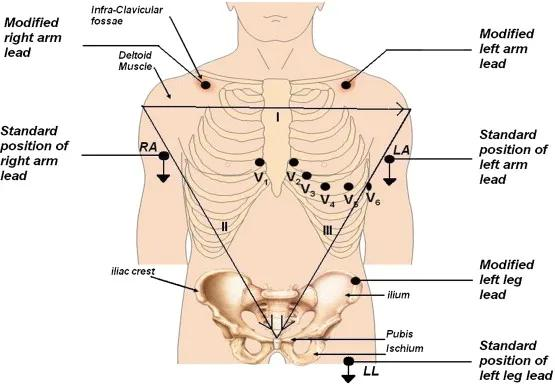 Infra-Clavicular
fossae
Modified
right arm
lead
Deltoid
Muscle
Modified
left arm
lead
I
Standard
position of
right arm
lead
RA
LA
Standard
position of
left arm
lead
V1
V2
V3
V4
V5
V6
II
III
iliac crest
ilium
Modified
left leg
lead
Pubis
Ischium
LL
Standard
position of
left leg lead